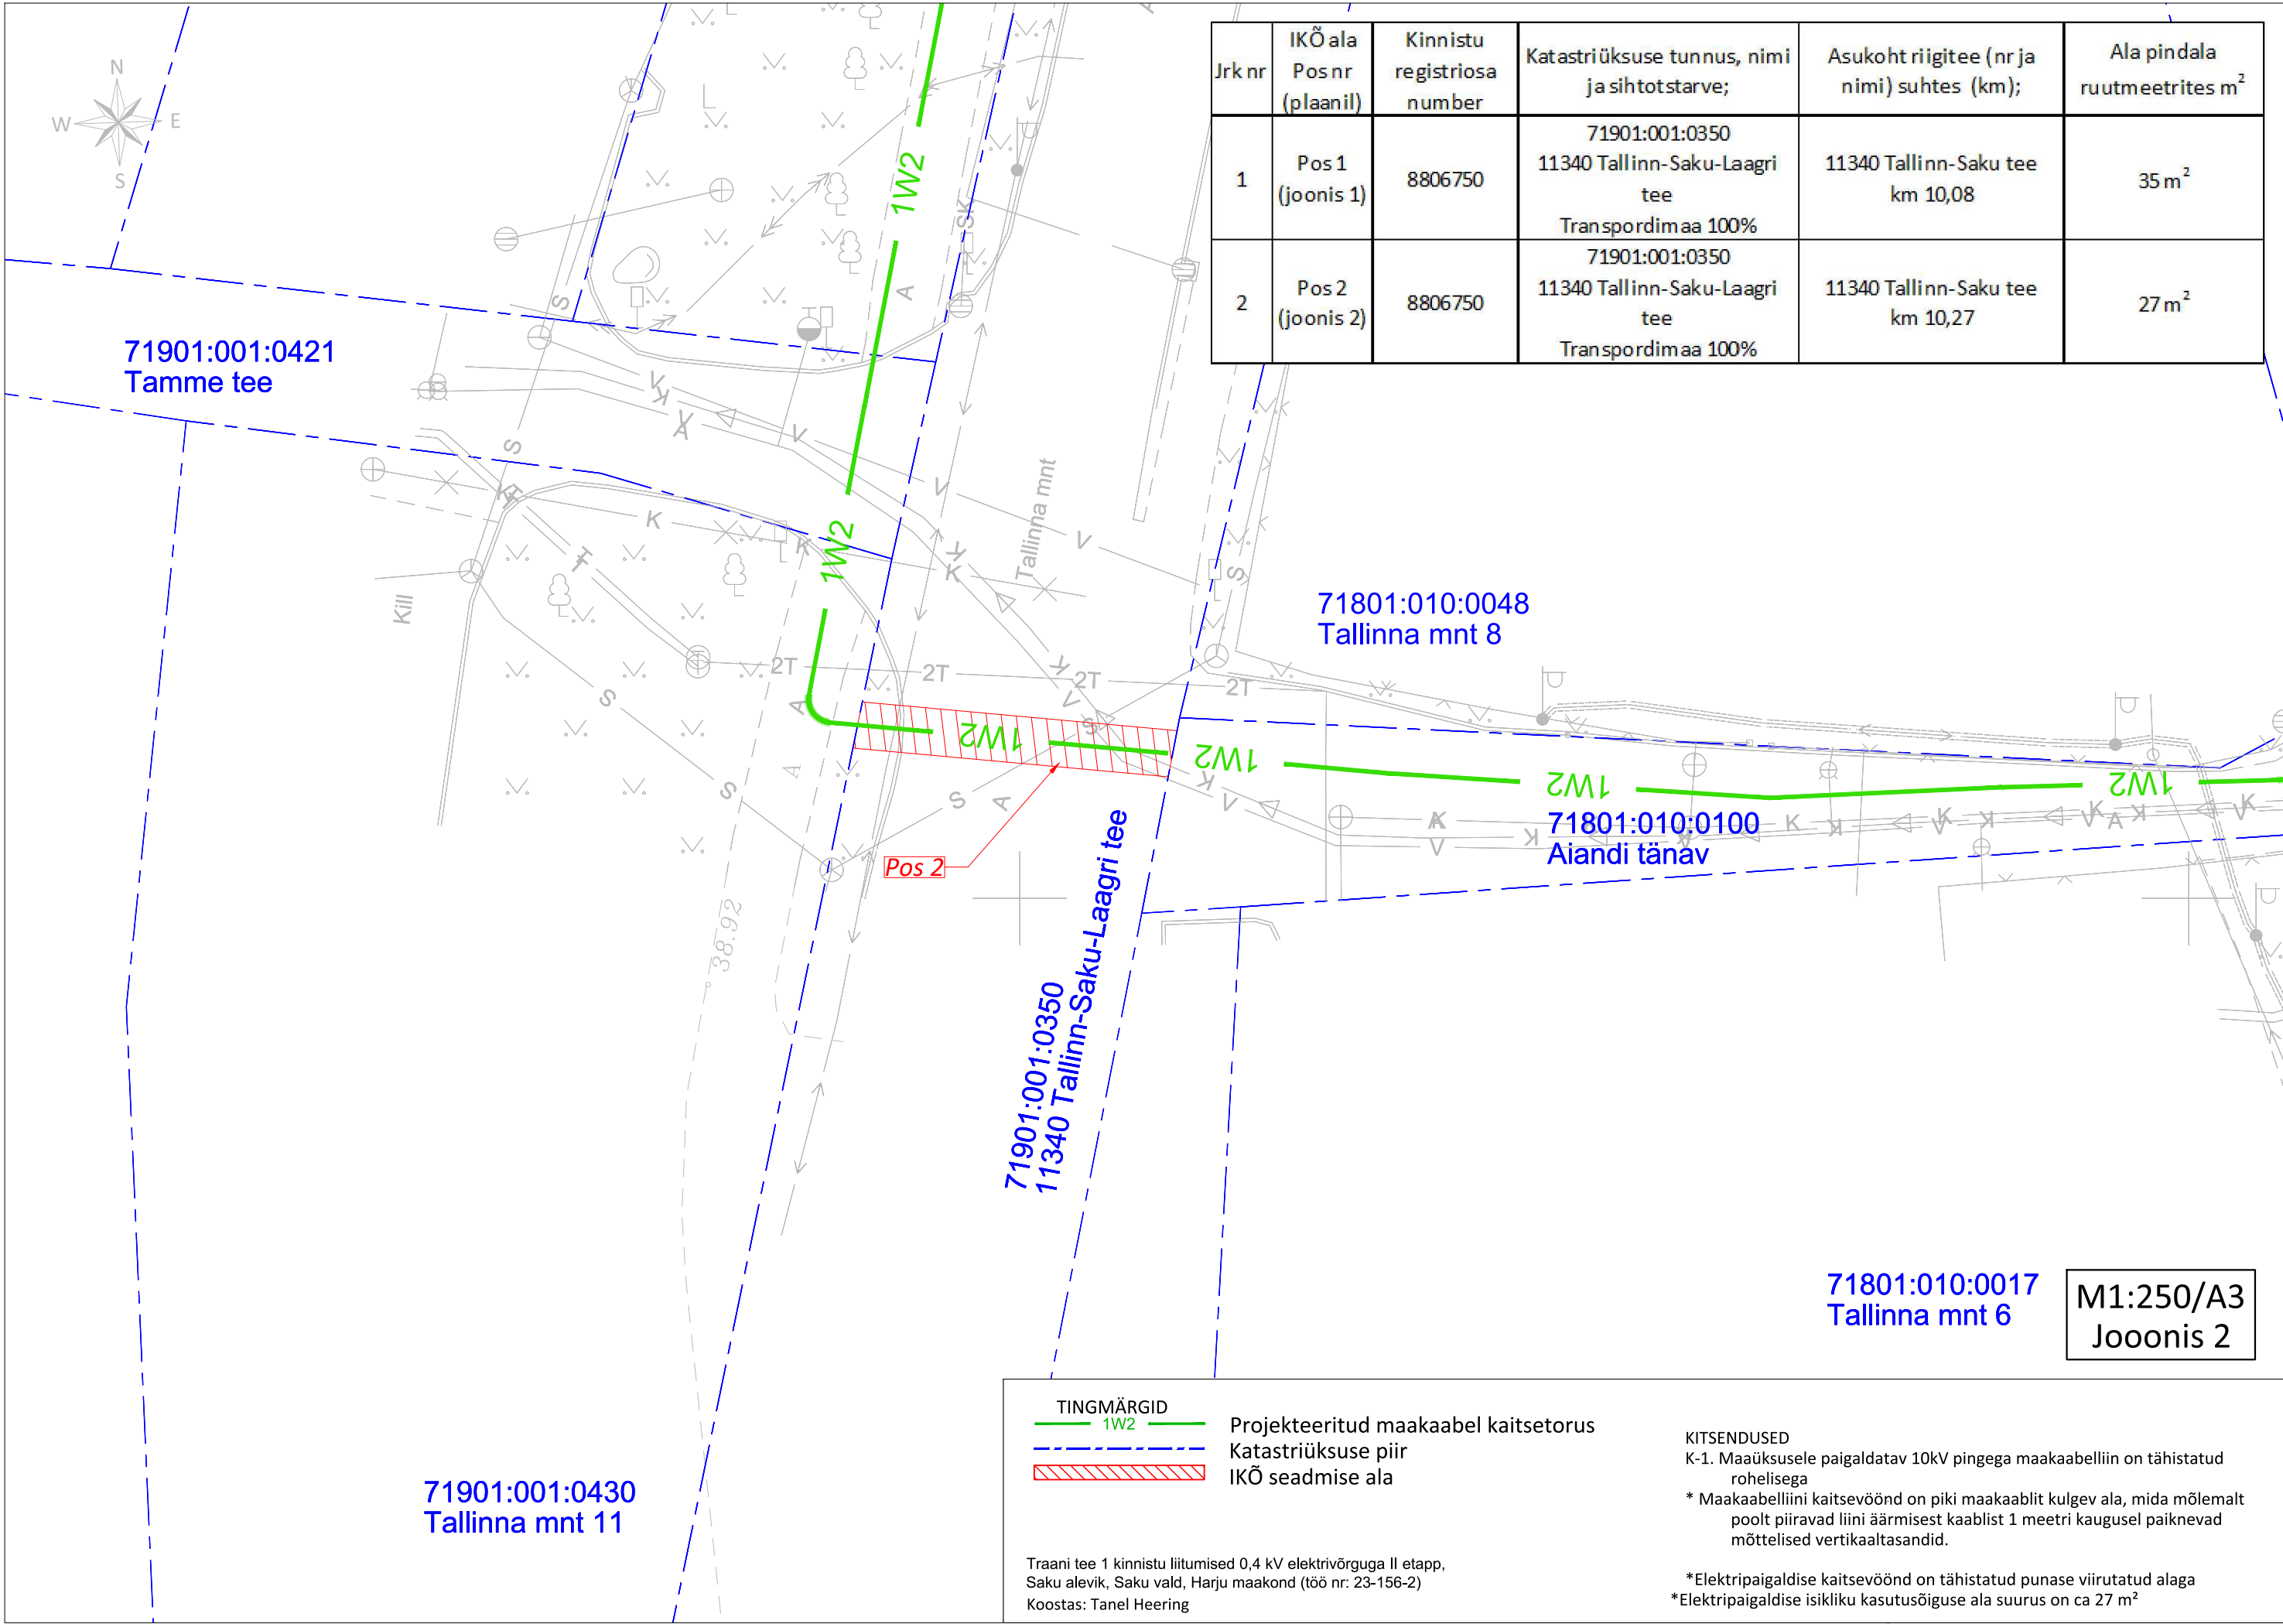 N
W
E
S
Jrk nr
IKÕ ala
Pos nr
(plaanil)
Kinnistu
registriosa
number
Katastriüksuse tunnus, nimi
ja sihtotstarve;
Asukoht riigitee (nr ja
nimi) suhtes (km);
Ala pindala
ruutmeetrites m²
1
Pos 1
(joonis 1)
8806750
71901:001:0350
11340 Tallinn-Saku-Laagri
tee
Transpordimaa 100%
11340 Tallinn-Saku tee
km 10,08
35 m²
2
Pos 2
(joonis 2)
8806750
71901:001:0350
11340 Tallinn-Saku-Laagri
tee
Transpordimaa 100%
11340 Tallinn-Saku tee
km 10,27
27 m²
1W2
SK
71901:001:0421
Tamme tee
1W2
Tallinna mnt
Kill
71801:010:0048
Tallinna mnt 8
2T
2T
2T
2T
1W2
1W2
1W2
1W2
71801:010:0100
Aiandi tänav
Pos 2
38.92
71901:001:0350
11340 Tallinn-Saku-Laagri tee
71801:010:0017
Tallinna mnt 6
M1:250/A3
Jooonis 2
71901:001:0430
Tallinna mnt 11
TINGMÄRGID
1W2
Projekteeritud maakaabel kaitsetorus
Katastriüksuse piir
IKÕ seadmise ala
KITSENDUSED
K-1. Maaüksusele paigaldatav 10kV pingega maakaabelliin on tähistatud
rohelisega
* Maakaabelliini kaitsevöönd on piki maakaablit kulgev ala, mida mõlemalt
poolt piiravad liini äärmisest kaablist 1 meetri kaugusel paiknevad
mõttelised vertikaaltasandid.
*Elektripaigaldise kaitsevöönd on tähistatud punase viirutatud alaga
*Elektripaigaldise isikliku kasutusõiguse ala suurus on ca 27 m²
Traani tee 1 kinnistu liitumised 0,4 kV elektrivõrguga II etapp,
Saku alevik, Saku vald, Harju maakond (töö nr: 23-156-2)
Koostas: Tanel Heering